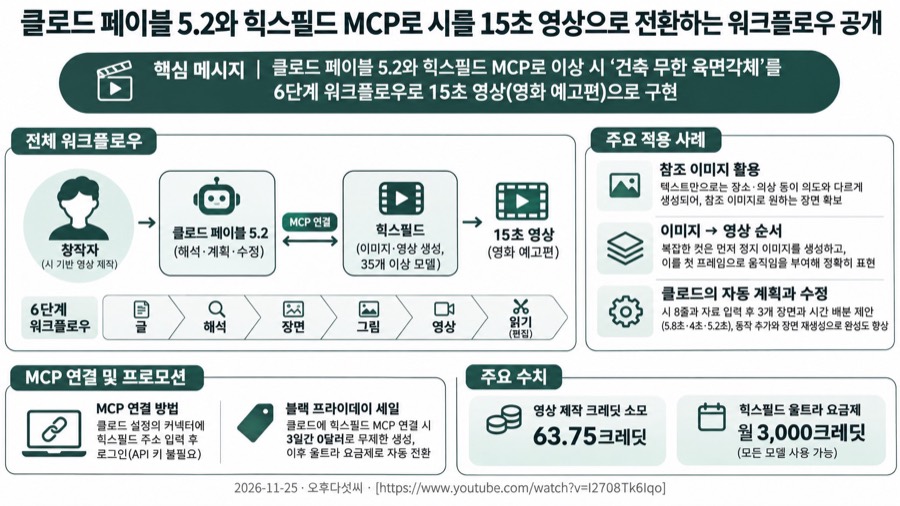 클로드 페이블 5.2와 힉스필드 MCP로 시를 15초 영상으로 전환하는 워크플로우 공개
핵심 메시지 | 클로드 페이블 5.2와 힉스필드 MCP로 이상 시 ‘건축 무한 육면각체’를
6단계 워크플로우로 15초 영상(영화 예고편)으로 구현
전체 워크플로우
창작자
(시 기반 영상 제작)
클로드 페이블 5.2
(해석·계획·수정)
MCP 연결
힉스필드
(이미지·영상 생성,
35개 이상 모델)
15초 영상
(영화 예고편)
6단계
워크플로우
글
해석
장면
그림
영상
읽기
(편집)
주요 적용 사례
참조 이미지 활용
텍스트만으로는 장소·의상 등이 의도와 다르게
생성되어, 참조 이미지로 원하는 장면 확보
이미지 → 영상 순서
복잡한 컷은 먼저 정지 이미지를 생성하고,
이를 첫 프레임으로 움직임을 부여해 정확히 표현
클로드의 자동 계획과 수정
시 8줄과 자료 입력 후 3개 장면과 시간 배분 제안
(5.8초·4초·5.2초), 동작 추가와 장면 재생성으로 완성도 향상
MCP 연결 및 프로모션
MCP 연결 방법
클로드 설정의 커넥터에
힉스필드 주소 입력 후
로그인(API 키 불필요)
블랙 프라이데이 세일
클로드에 힉스필드 MCP 연결 시
3일간 0달러로 무제한 생성,
이후 울트라 요금제로 자동 전환
주요 수치
영상 제작 크레딧 소모
63.75크레딧
힉스필드 울트라 요금제
월 3,000크레딧
(모든 모델 사용 가능)
2026-11-25 · 오후다섯씨 · [https://www.youtube.com/watch?v=I2708Tk6Iqo]